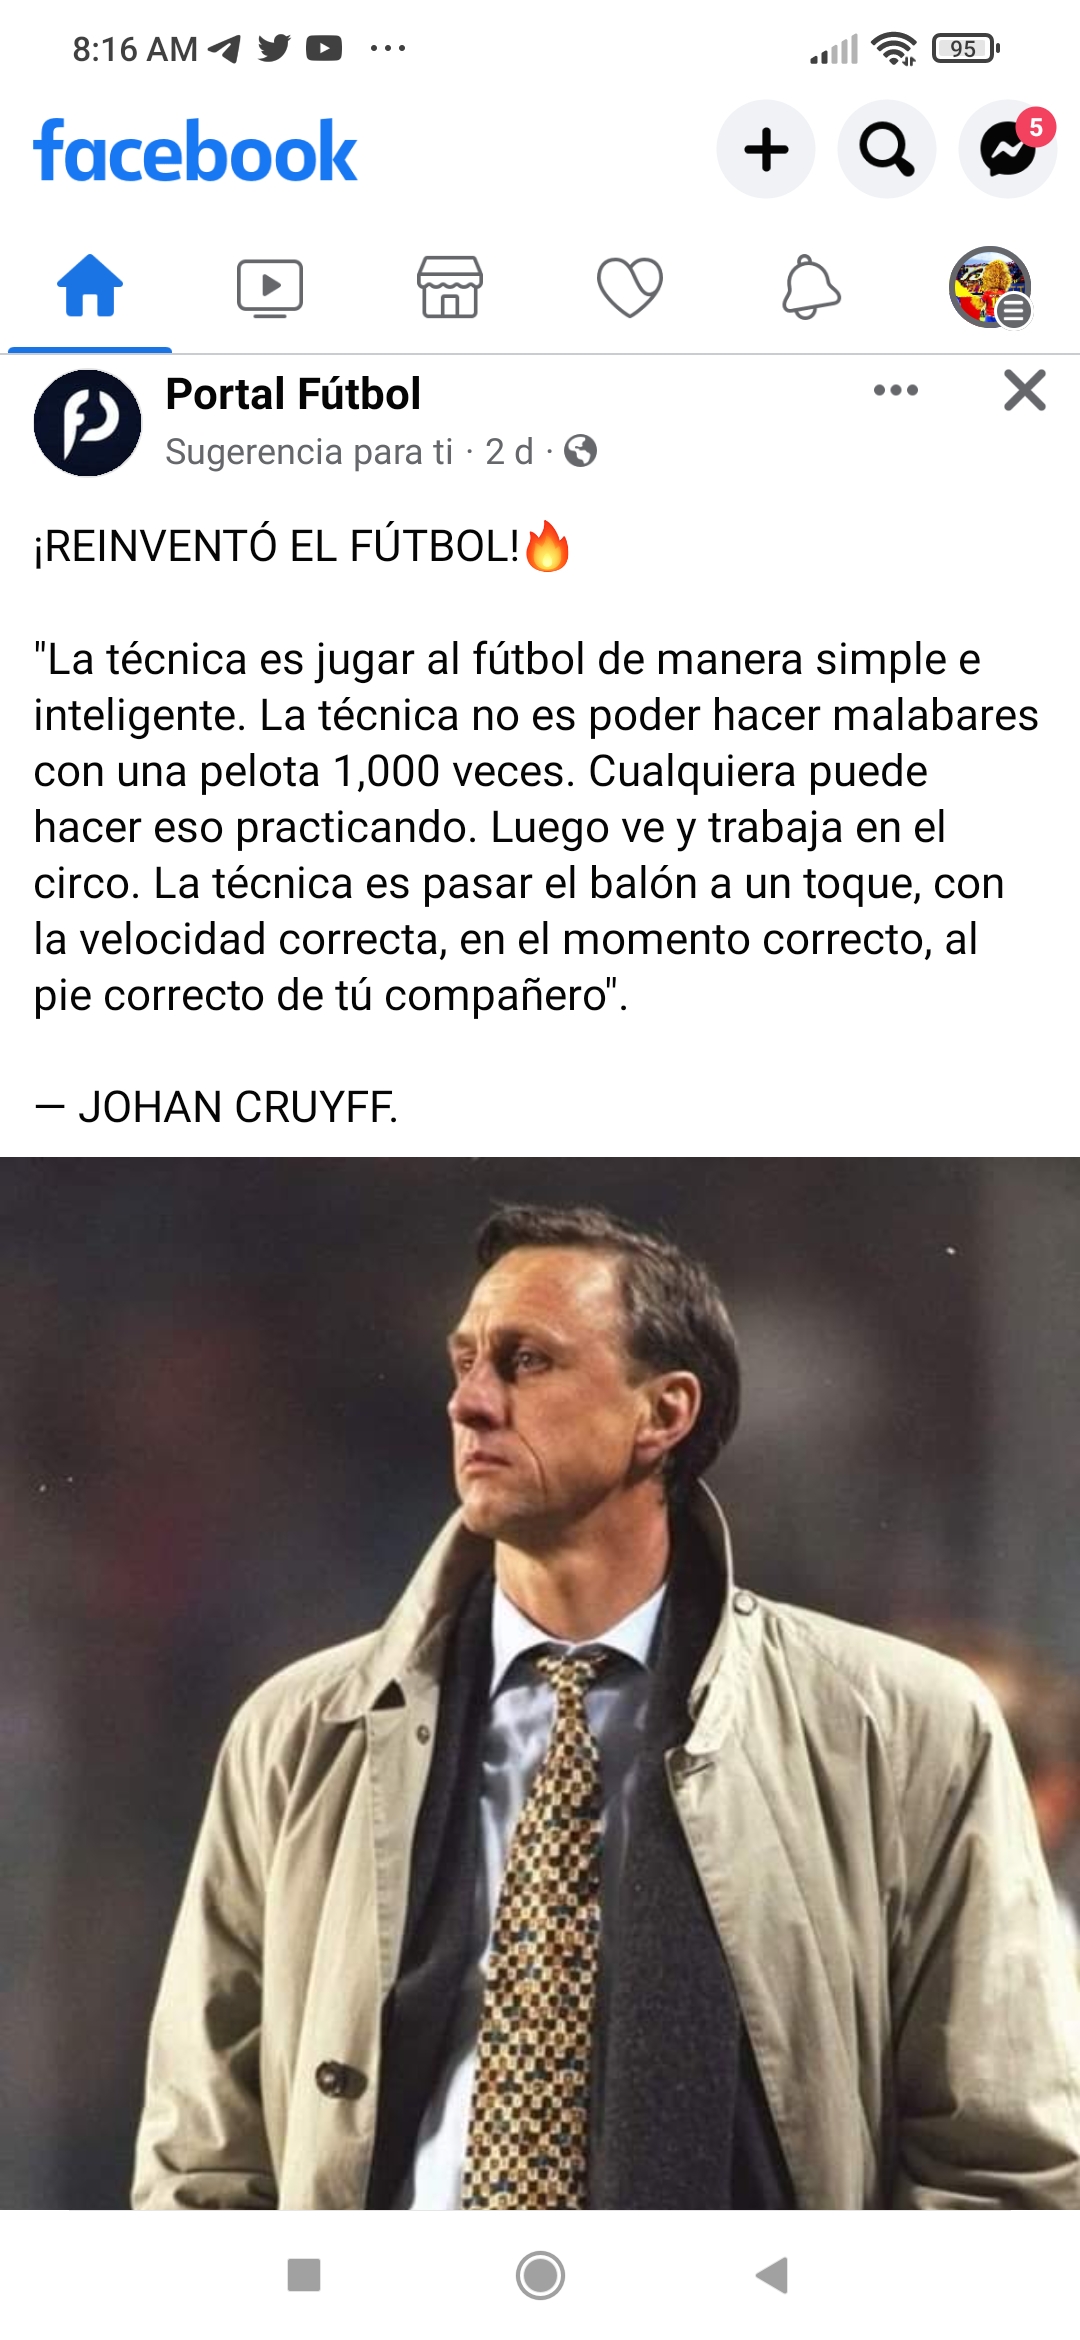 8:16 AM
95
facebook
5
Portal Fútbol
Sugerencia para ti · 2 d ·
¡REINVENTÓ EL FÚTBOL!🔥
"La técnica es jugar al fútbol de manera simple e
inteligente. La técnica no es poder hacer malabares
con una pelota 1,000 veces. Cualquiera puede
hacer eso practicando. Luego ve y trabaja en el
circo. La técnica es pasar el balón a un toque, con
la velocidad correcta, en el momento correcto, al
pie correcto de tú compañero".
— JOHAN CRUYFF.